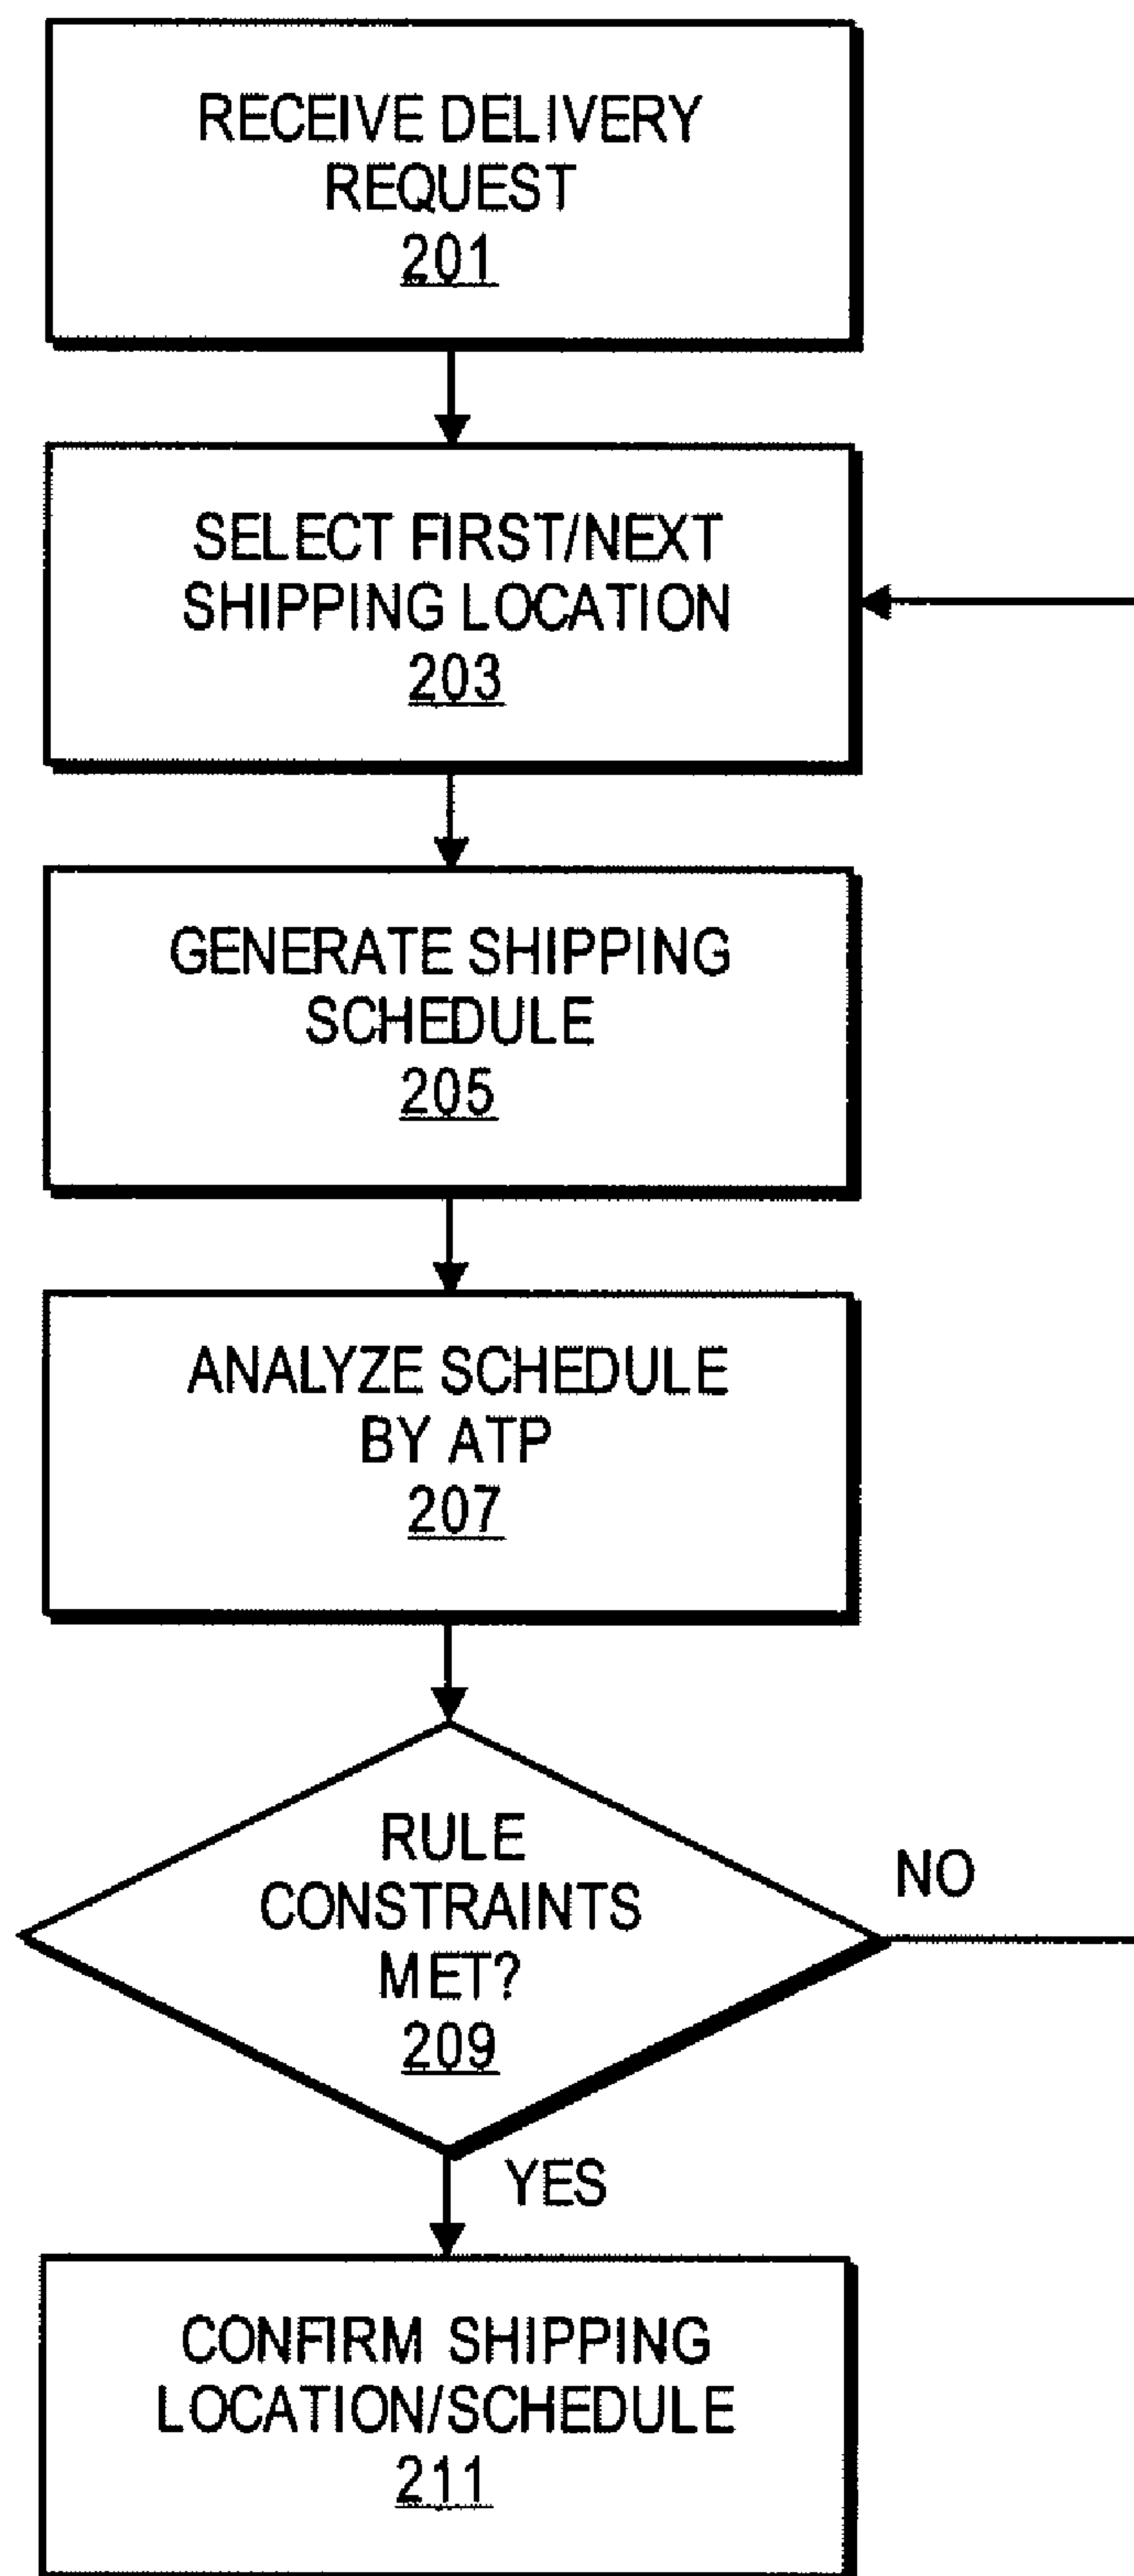 RECEIVE DELIVERY
REQUEST
201
SELECT FIRST/NEXT
SHIPPING LOCATION
203
GENERATE SHIPPING
SCHEDULE
205
ANALYZE SCHEDULE
BY ATP
207
RULE
CONSTRAINTS
MET?
209
NO
YES
CONFIRM SHIPPING
LOCATION/SCHEDULE
211